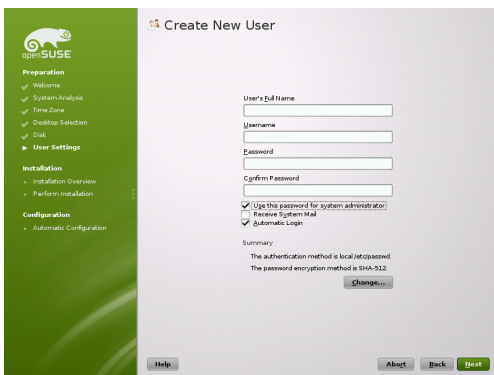 openSUSE
Preparation
Welcome
System Analysis
Time Zone
Desktop Selection
Disk
User Settings
Installation
Installation Overview
Perform Installation
Configuration
Automatic Configuration
Create New User
User's Full Name
Username
Password
Confirm Password
Use this password for system administrator
Receive System Mail
Automatic Login
Summary
The authentication method is local /etc/passwd.
The password encryption method is SHA-512.
Change...
Help
Abort
Back
Next